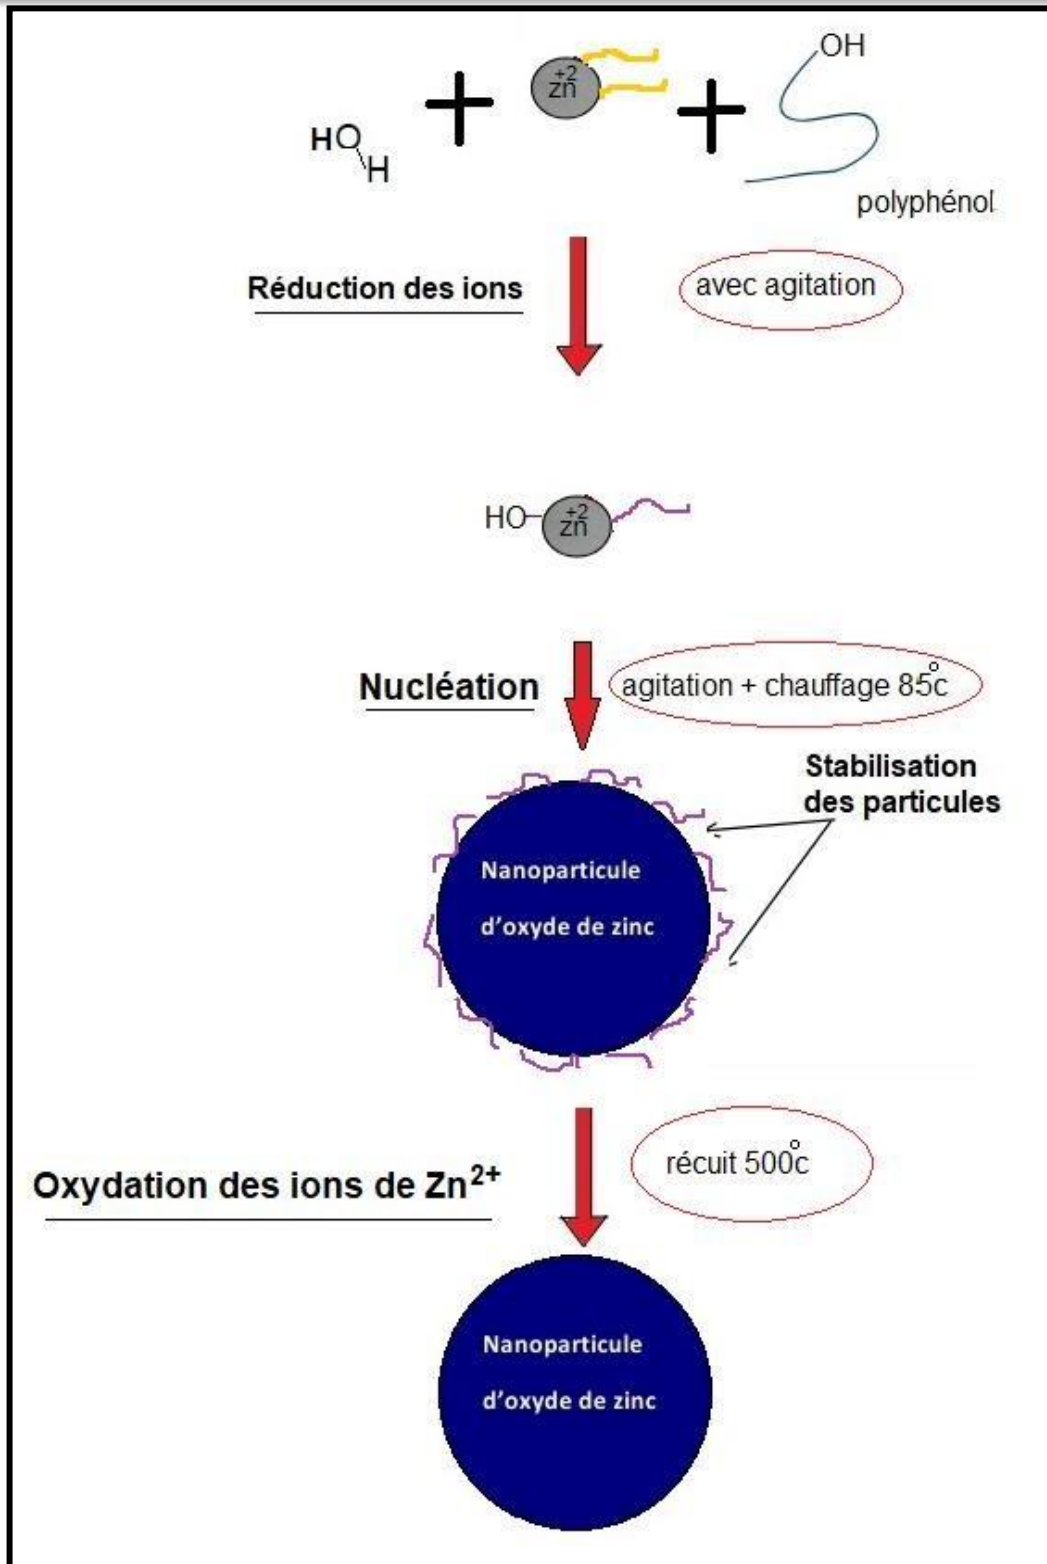 OH
+2
zn
HO
H
polyphénol
Réduction des ions
avec agitation
HO
+2
zn
Nucléation
agitation + chauffage 85°c
Stabilisation
des particules
Nanoparticule
d'oxyde de zinc
récuit 500°c
Oxydation des ions de Zn²⁺
Nanoparticule
d'oxyde de zinc